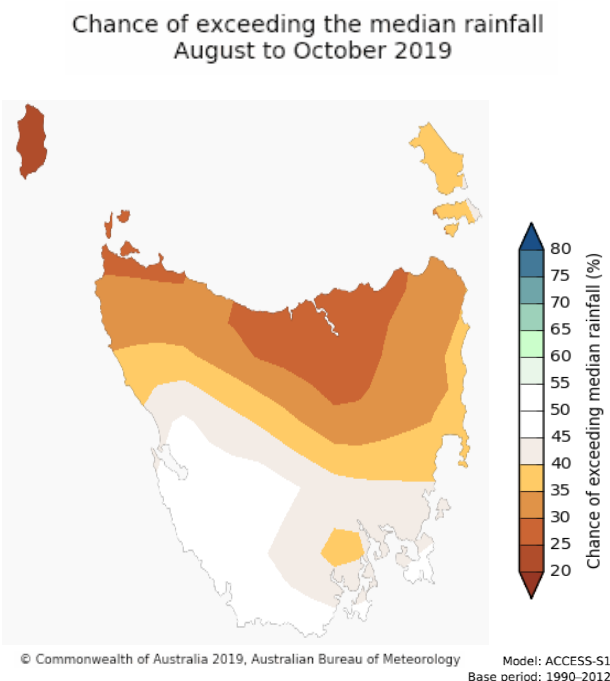 Chance of exceeding the median rainfall
August to October 2019
80
75
70
65
60
55
50
45
40
35
30
25
20
Chance of exceeding median rainfall (%)
© Commonwealth of Australia 2019, Australian Bureau of Meteorology
Model: ACCESS-S1
Base period: 1990–2012